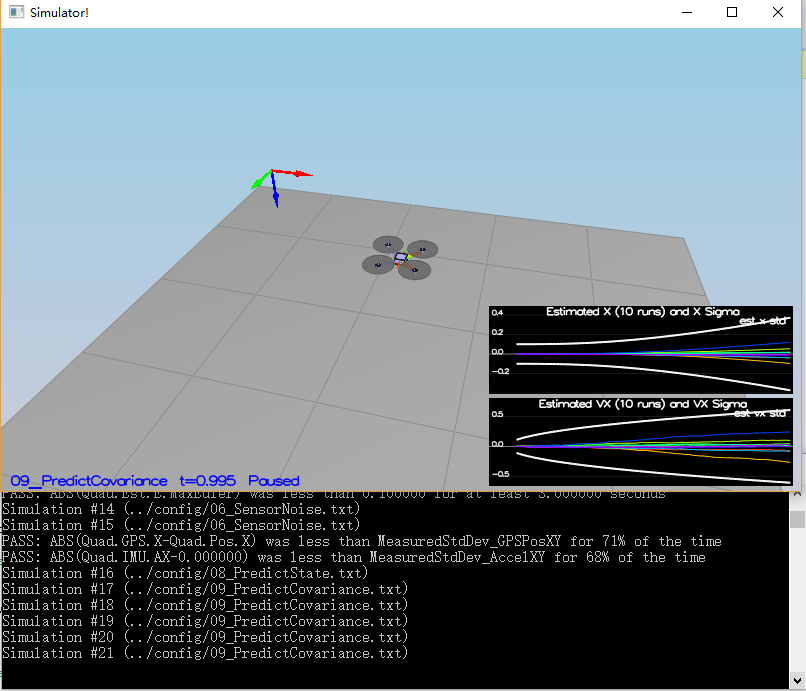 Simulator!
0.4
Estimated X (10 runs) and X Sigma
est x std
0.2
0.0
-0.2
Estimated VX (10 runs) and VX Sigma
est vx std
0.5
0.0
-0.5
09_PredictCovariance t=0.995 Paused
PASS: ABS(Quad.Est.E.MaxEuler) was less than 0.100000 for at least 3.000000 seconds
Simulation #14 (../config/06_SensorNoise.txt)
Simulation #15 (../config/06_SensorNoise.txt)
PASS: ABS(Quad.GPS.X-Quad.Pos.X) was less than MeasuredStdDev_GPSPosXY for 71% of the time
PASS: ABS(Quad.IMU.AX-0.000000) was less than MeasuredStdDev_AccelXY for 68% of the time
Simulation #16 (../config/08_PredictState.txt)
Simulation #17 (../config/09_PredictCovariance.txt)
Simulation #18 (../config/09_PredictCovariance.txt)
Simulation #19 (../config/09_PredictCovariance.txt)
Simulation #20 (../config/09_PredictCovariance.txt)
Simulation #21 (../config/09_PredictCovariance.txt)